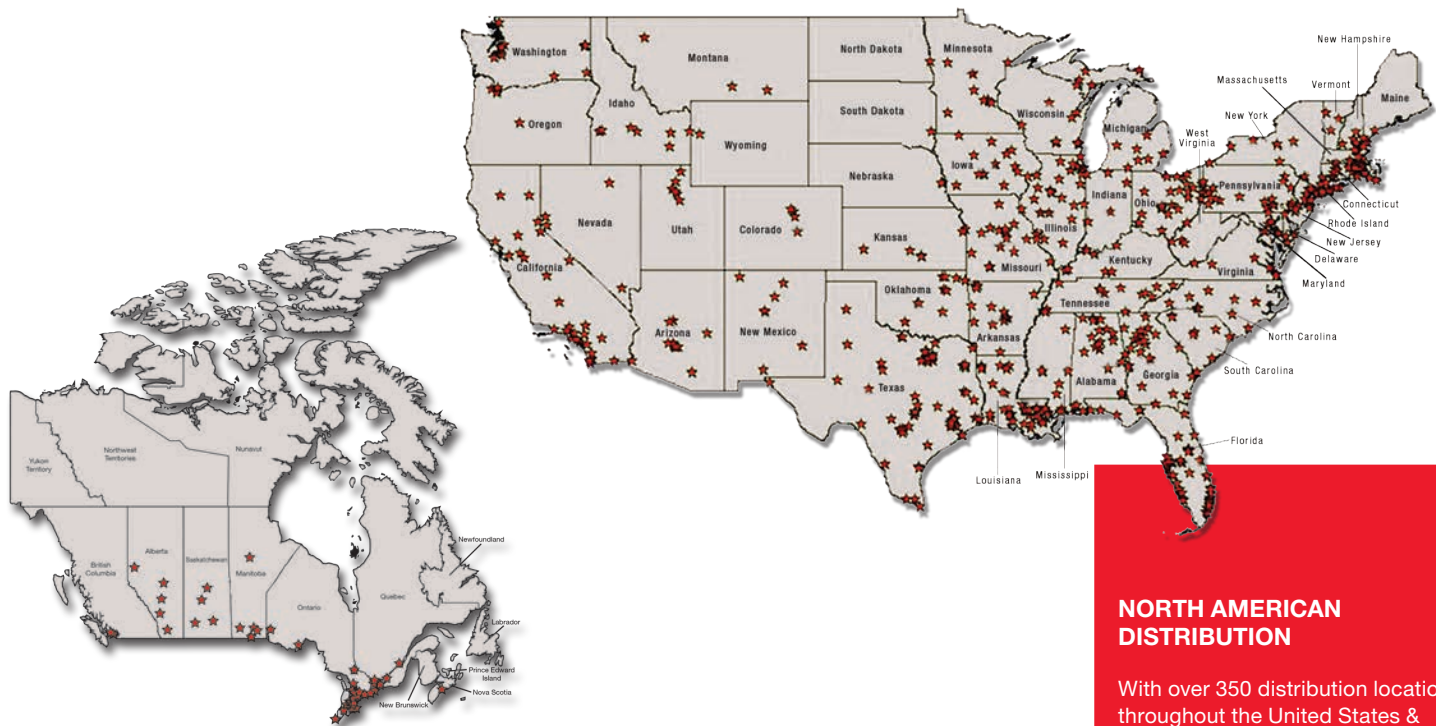 New Hampshire
Massachusetts
Vermont
Washington
Montana
North Dakota
Minnesota
Maine
New York
West
Virginia
Oregon
Idaho
South Dakota
Wisconsin
Michigan
Wyoming
Iowa
Nebraska
Pennsylvania
Indiana
Ohio
Connecticut
Rhode Island
New Jersey
Delaware
Maryland
Nevada
Utah
Colorado
Kansas
Illinois
California
Missouri
Kentucky
Virginia
Oklahoma
Tennessee
Arizona
New Mexico
Arkansas
North Carolina
South Carolina
Texas
Alabama
Georgia
Florida
Louisiana
Mississippi
Yukon
Territory
Northwest
Territories
Nunavut
British
Columbia
Alberta
Saskatchewan
Manitoba
Ontario
Quebec
Newfoundland
Labrador
Prince Edward
Island
Nova Scotia
New Brunswick
NORTH AMERICAN
DISTRIBUTION
With over 350 distribution locatio
throughout the United States &